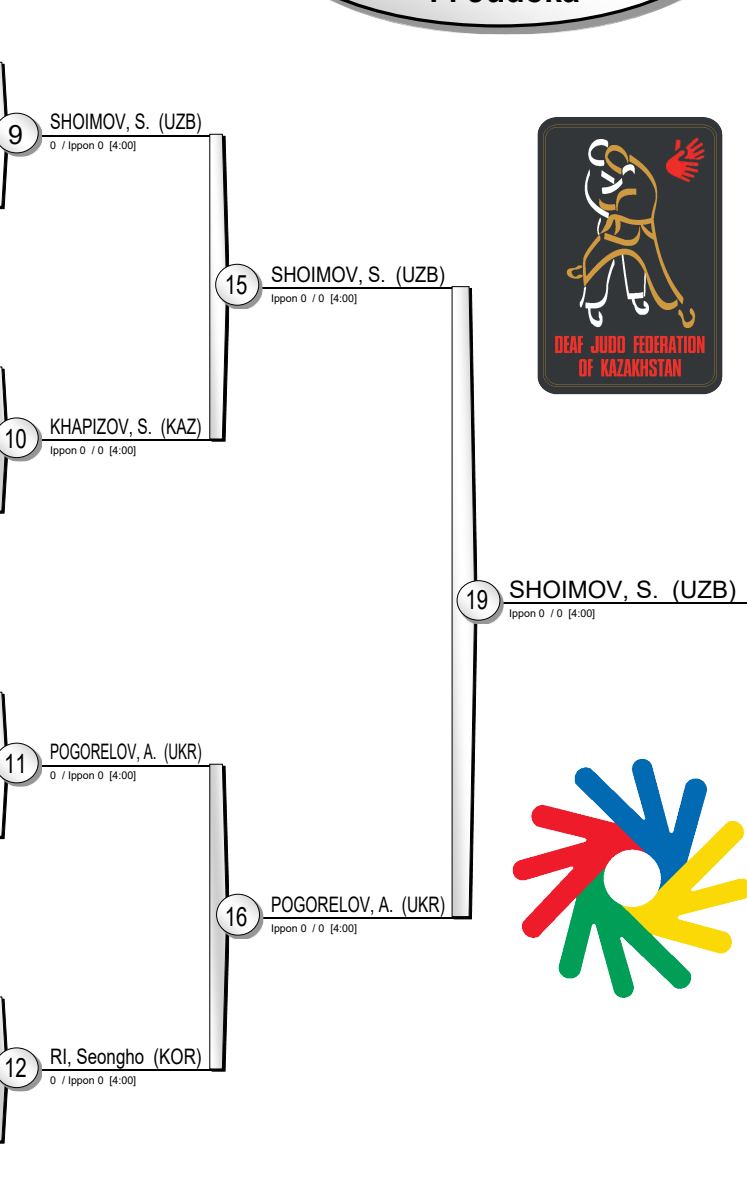 9
SHOIMOV, S. (UZB)
0 / Ippon 0 [4:00]
15
SHOIMOV, S. (UZB)
Ippon 0 / 0 [4:00]
DEAF JUDO FEDERATION
OF KAZAKHSTAN
10
KHAPIZOV, S. (KAZ)
Ippon 0 / 0 [4:00]
19
SHOIMOV, S. (UZB)
Ippon 0 / 0 [4:00]
11
POGORELOV, A. (UKR)
0 / Ippon 0 [4:00]
16
POGORELOV, A. (UKR)
Ippon 0 / 0 [4:00]
12
RI, Seongho (KOR)
0 / Ippon 0 [4:00]